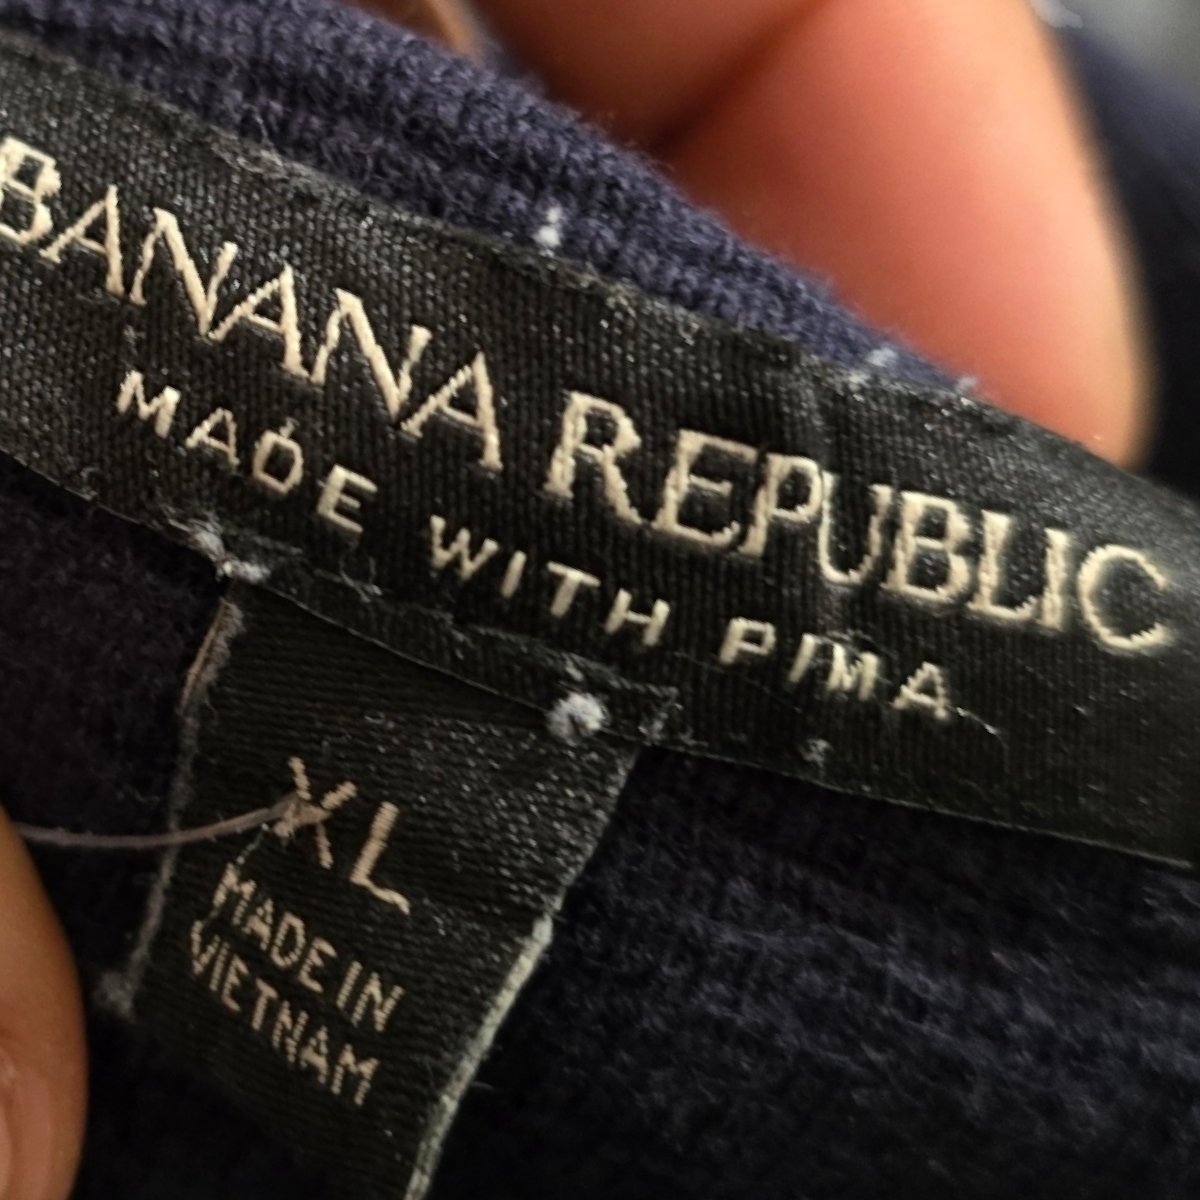 BANANA REPUBLIC
MADE WITH PIMA
XL
MADE IN
VIETNAM